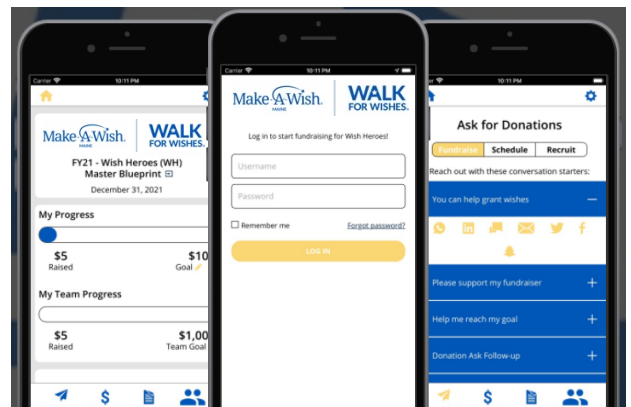 Carrier 10:11 PM
Make-A-Wish.
MAINE
WALK
FOR WISHES.
FY21 - Wish Heroes (WH)
Master Blueprint
December 31, 2021
My Progress
$5
Raised
$10
Goal
My Team Progress
$5
Raised
$1,00
Team Goal
Carrier 10:11 PM
Make-A-Wish.
MAINE
WALK
FOR WISHES.
Log in to start fundraising for Wish Heroes!
Username
Password
Remember me
Forgot password?
LOG IN
10:11 PM
Ask for Donations
Fundraise Schedule Recruit
Reach out with these conversation starters:
You can help grant wishes
Please support my fundraiser
Help me reach my goal
Donation Ask Follow-up